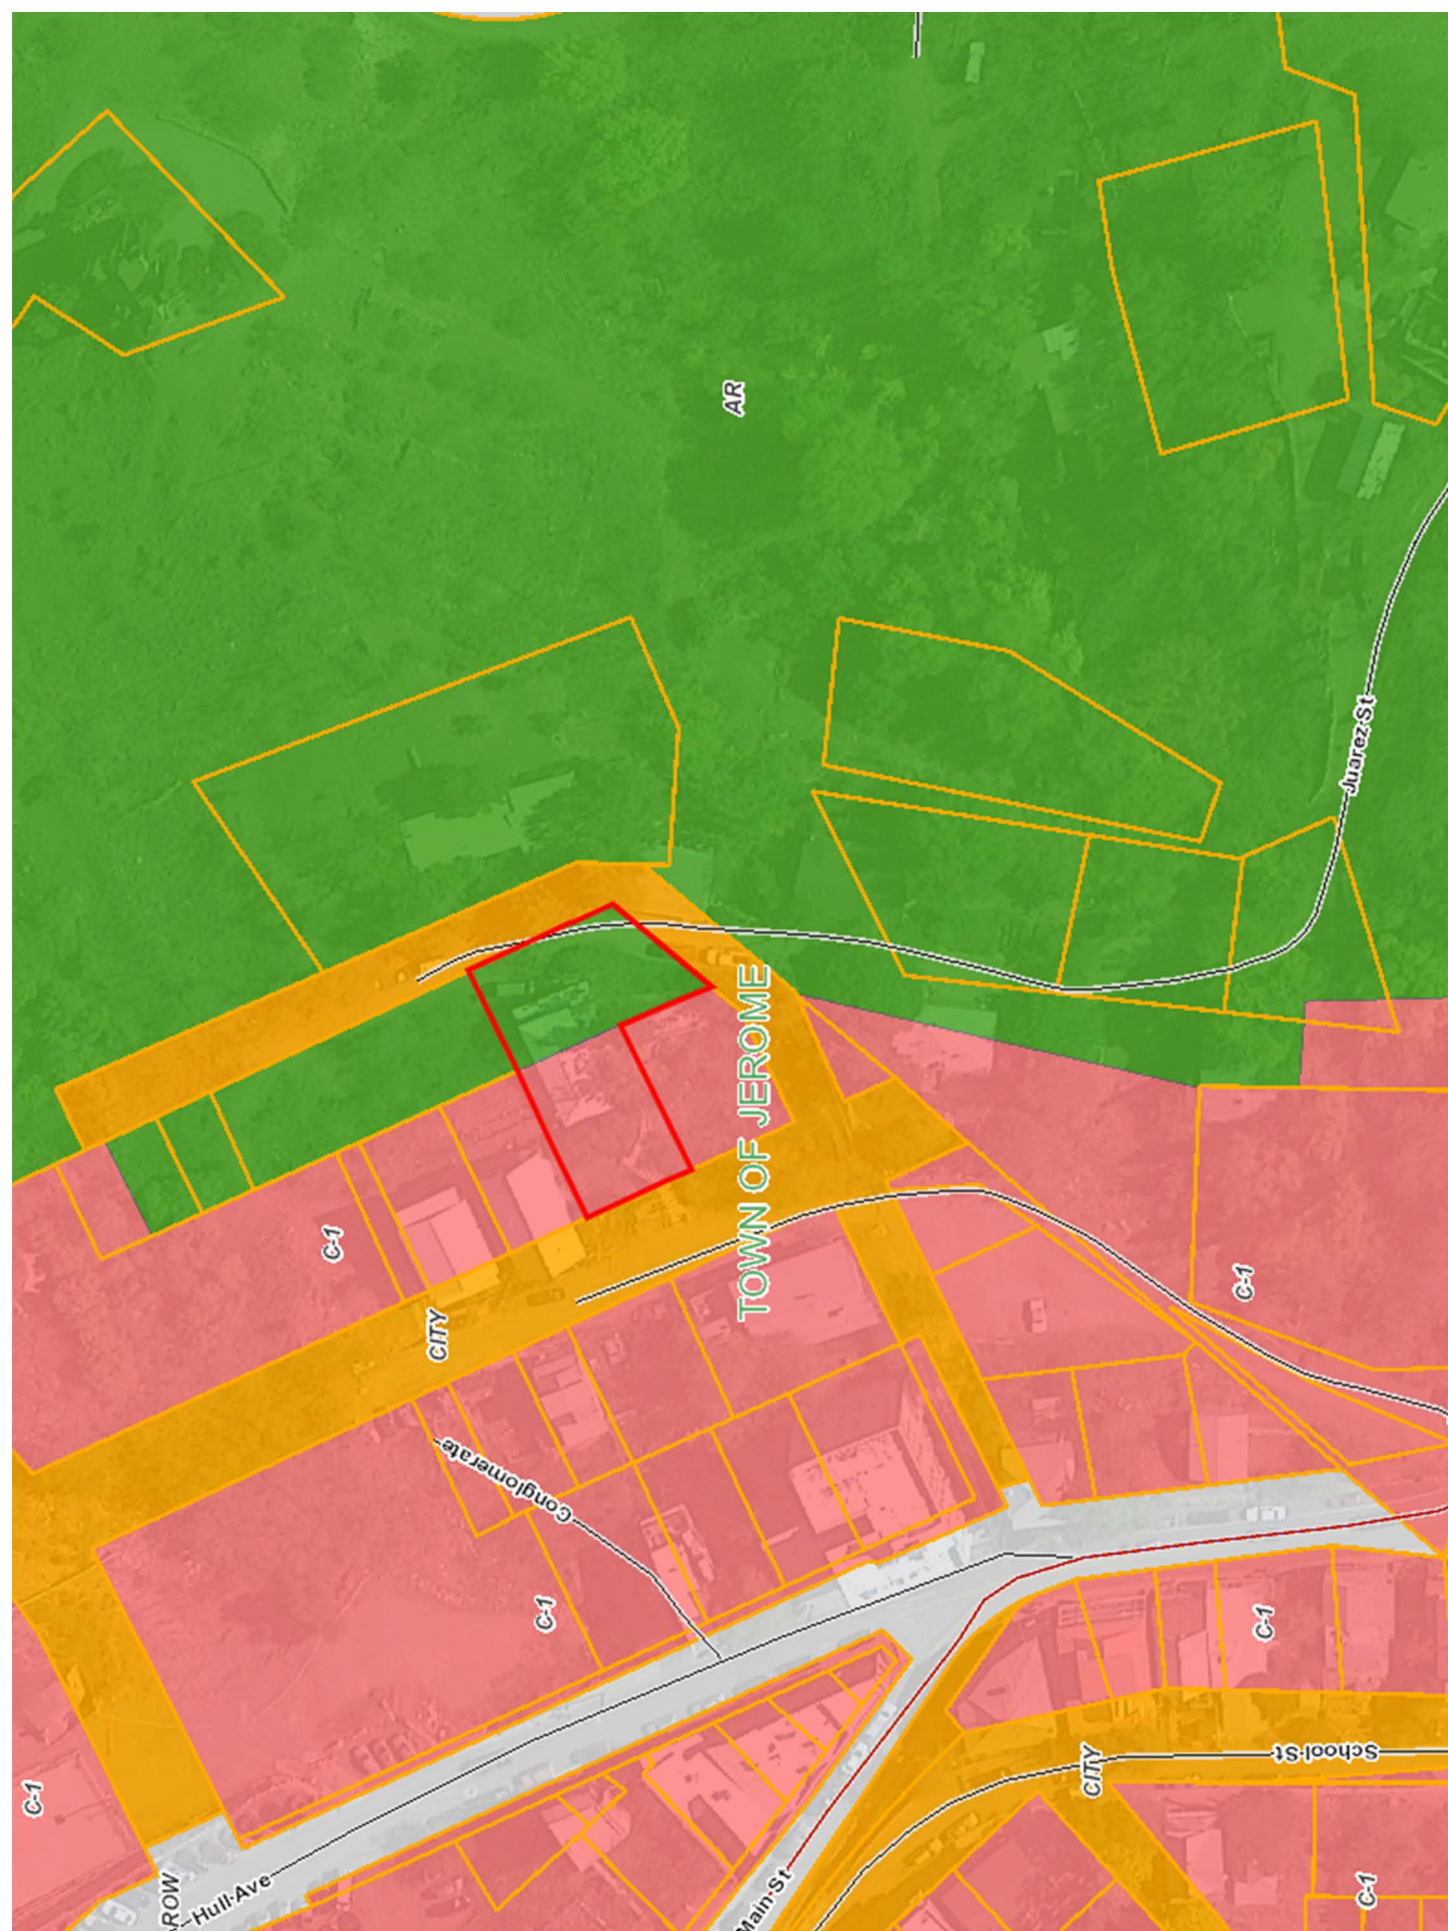 AR
Juarez St
TOWN OF JEROME
C-1
C-1
CITY
Conglomerate
C-1
C-1
School St
CITY
C-1
ROW
Hull Ave
Main St
C-1